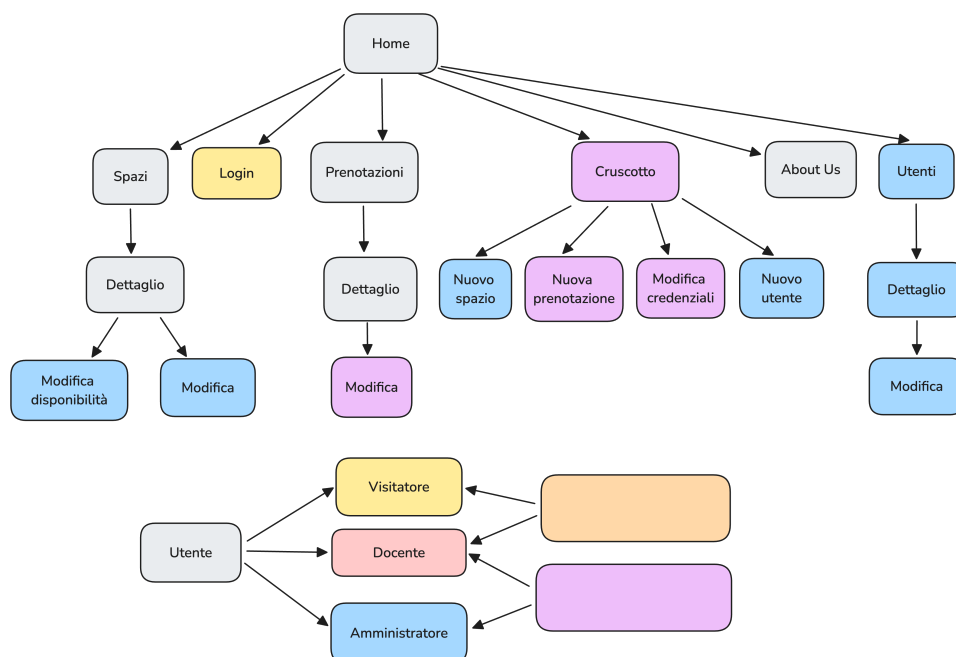 Home
Spazi
Login
Prenotazioni
Cruscotto
About Us
Utenti
Dettaglio
Dettaglio
Nuovo
spazio
Nuova
prenotazione
Modifica
credenziali
Nuovo
utente
Dettaglio
Modifica
disponibilità
Modifica
Modifica
Modifica
Visitatore
Utente
Docente
Amministratore